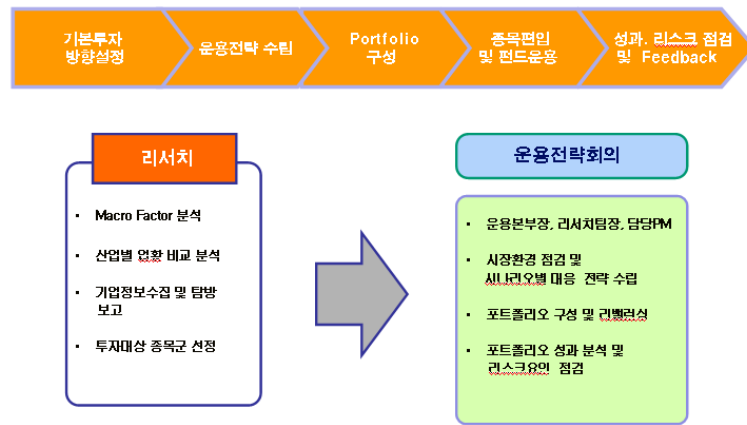 기본투자
방향설정
운용전략 수립
Portfolio
구성
종목편입
및 펀드운용
성과. 리스크 점검
및 Feedback
리서치
▪ Macro Factor 분석
▪ 산업별 업황 비교 분석
▪ 기업정보수집 및 탐방
보고
▪ 투자대상 종목군 선정
운용전략회의
▪ 운용본부장, 리서치팀장, 담당PM
▪ 시장환경 점검 및
시나리오별 대응 전략 수립
▪ 포트폴리오 구성 및 리밸런싱
▪ 포트폴리오 성과 분석 및
리스크요인 점검